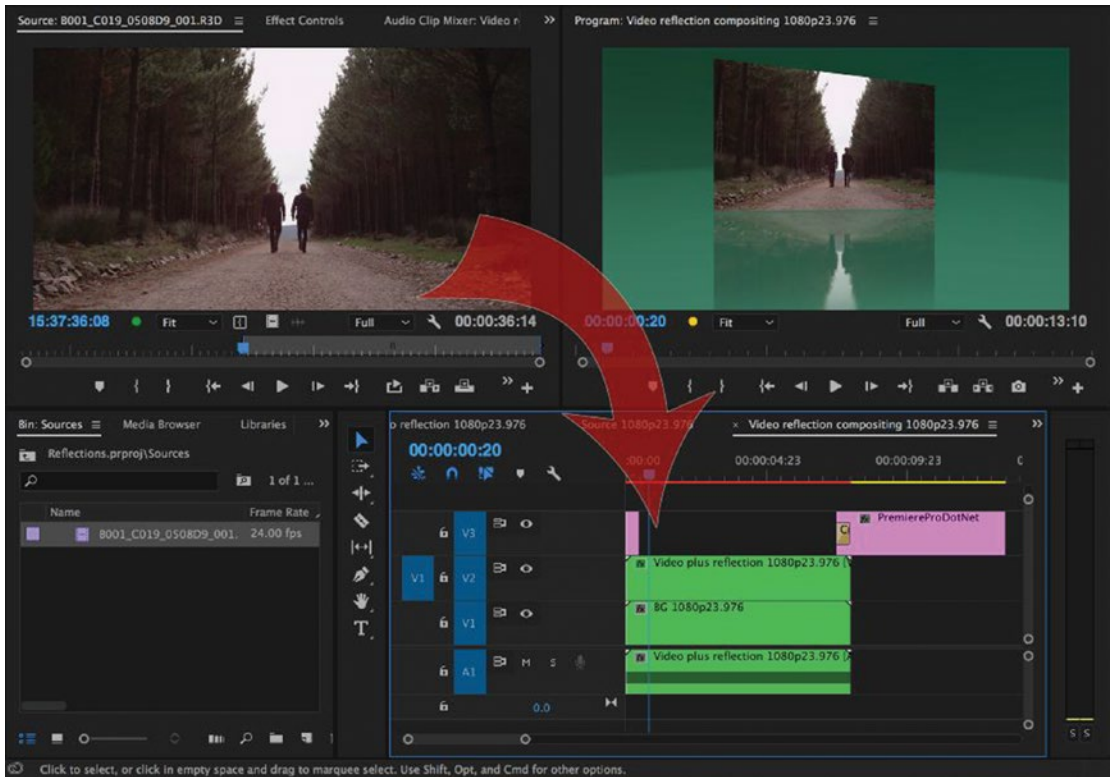 Source: B001_C019_0508D9_001.R3D
Effect Controls
Audio Clip Mixer: Video r
Program: Video reflection compositing 1080p23.976
15:37:36:08
Fit
Full
00:00:36:14
00:00:00:20
Fit
Full
00:00:13:10
Bin: Sources
Media Browser
Libraries
Reflections.prproj\Sources
1 of 1 ...
Name
Frame Rate
B001_C019_0508D9_001.
24.00 fps
o reflection 1080p23.976
Source 1080p23.976
× Video reflection compositing 1080p23.976
00:00:00:20
:00:00
00:00:04:23
00:00:09:23
V3
PremiereProDotNet
V1
V2
Video plus reflection 1080p23.976 [V
V1
BG 1080p23.976
A1
M
S
Video plus reflection 1080p23.976 [A
0.0
T
S S
Click to select, or click in empty space and drag to marquee select. Use Shift, Opt, and Cmd for other options.